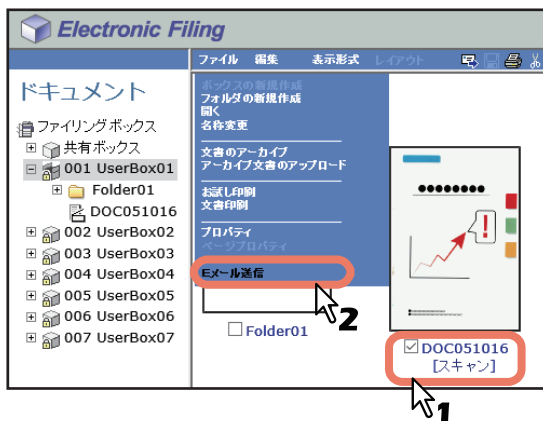 Electronic Filing
ファイル 編集 表示形式 レイアウト
ドキュメント
ファイリングボックス
共有ボックス
001 UserBox01
Folder01
DOC051016
002 UserBox02
003 UserBox03
004 UserBox04
005 UserBox05
006 UserBox06
007 UserBox07
ボックスの新規作成
フォルダの新規作成
開く
名称変更
文書のアーカイブ
アーカイブ文書のアップロード
お試し印刷
文書印刷
プロパティ
ページプロパティ
Eメール送信
2
Folder01
!
DOC051016
[スキャン]
1